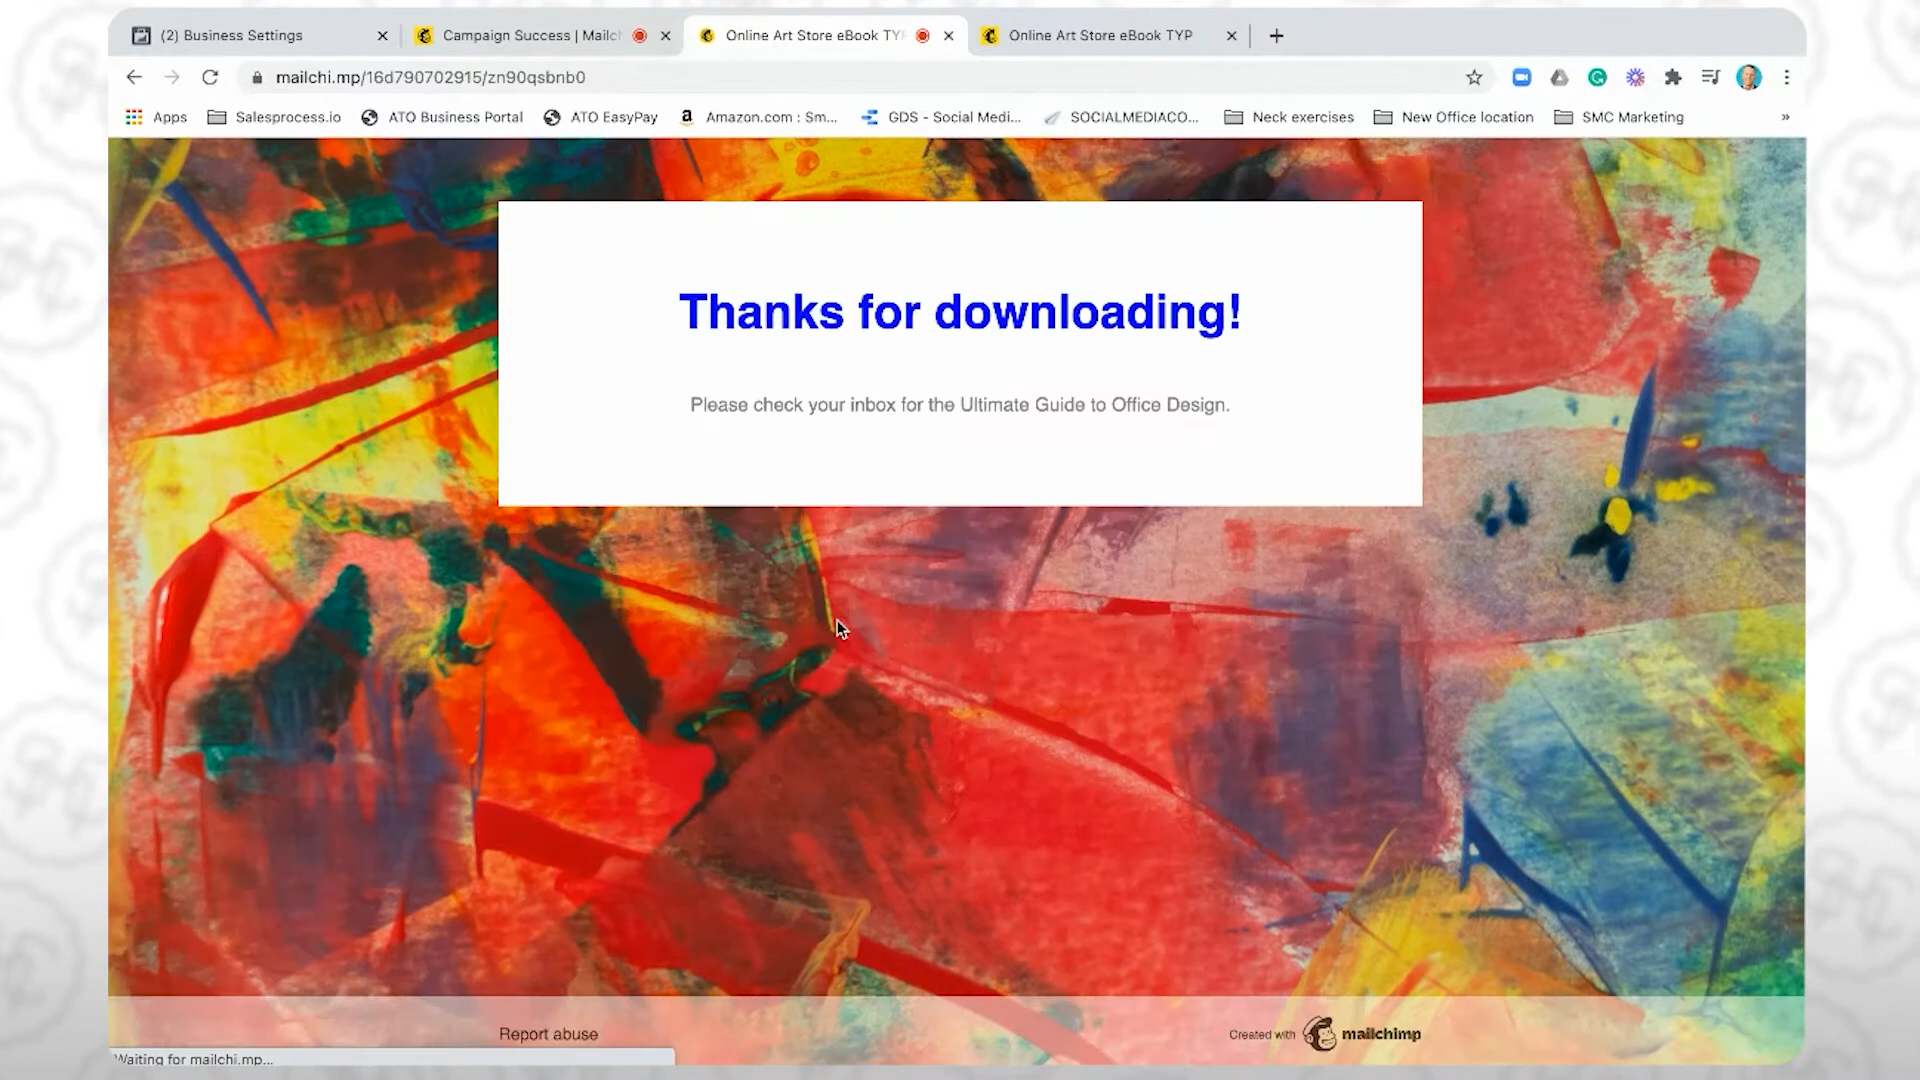 (2) Business Settings
Campaign Success | Mailch
Online Art Store eBook TYP
Online Art Store eBook TYP
mailchi.mp/16d790702915/zn90qsbnb0
Apps Salesprocess.io ATO Business Portal ATO EasyPay Amazon.com : Sm... GDS - Social Medi... SOCIALMEDIACO... Neck exercises New Office location SMC Marketing »
Thanks for downloading!
Please check your inbox for the Ultimate Guide to Office Design.
Report abuse
Created with mailchimp
Waiting for mailchi.mp...